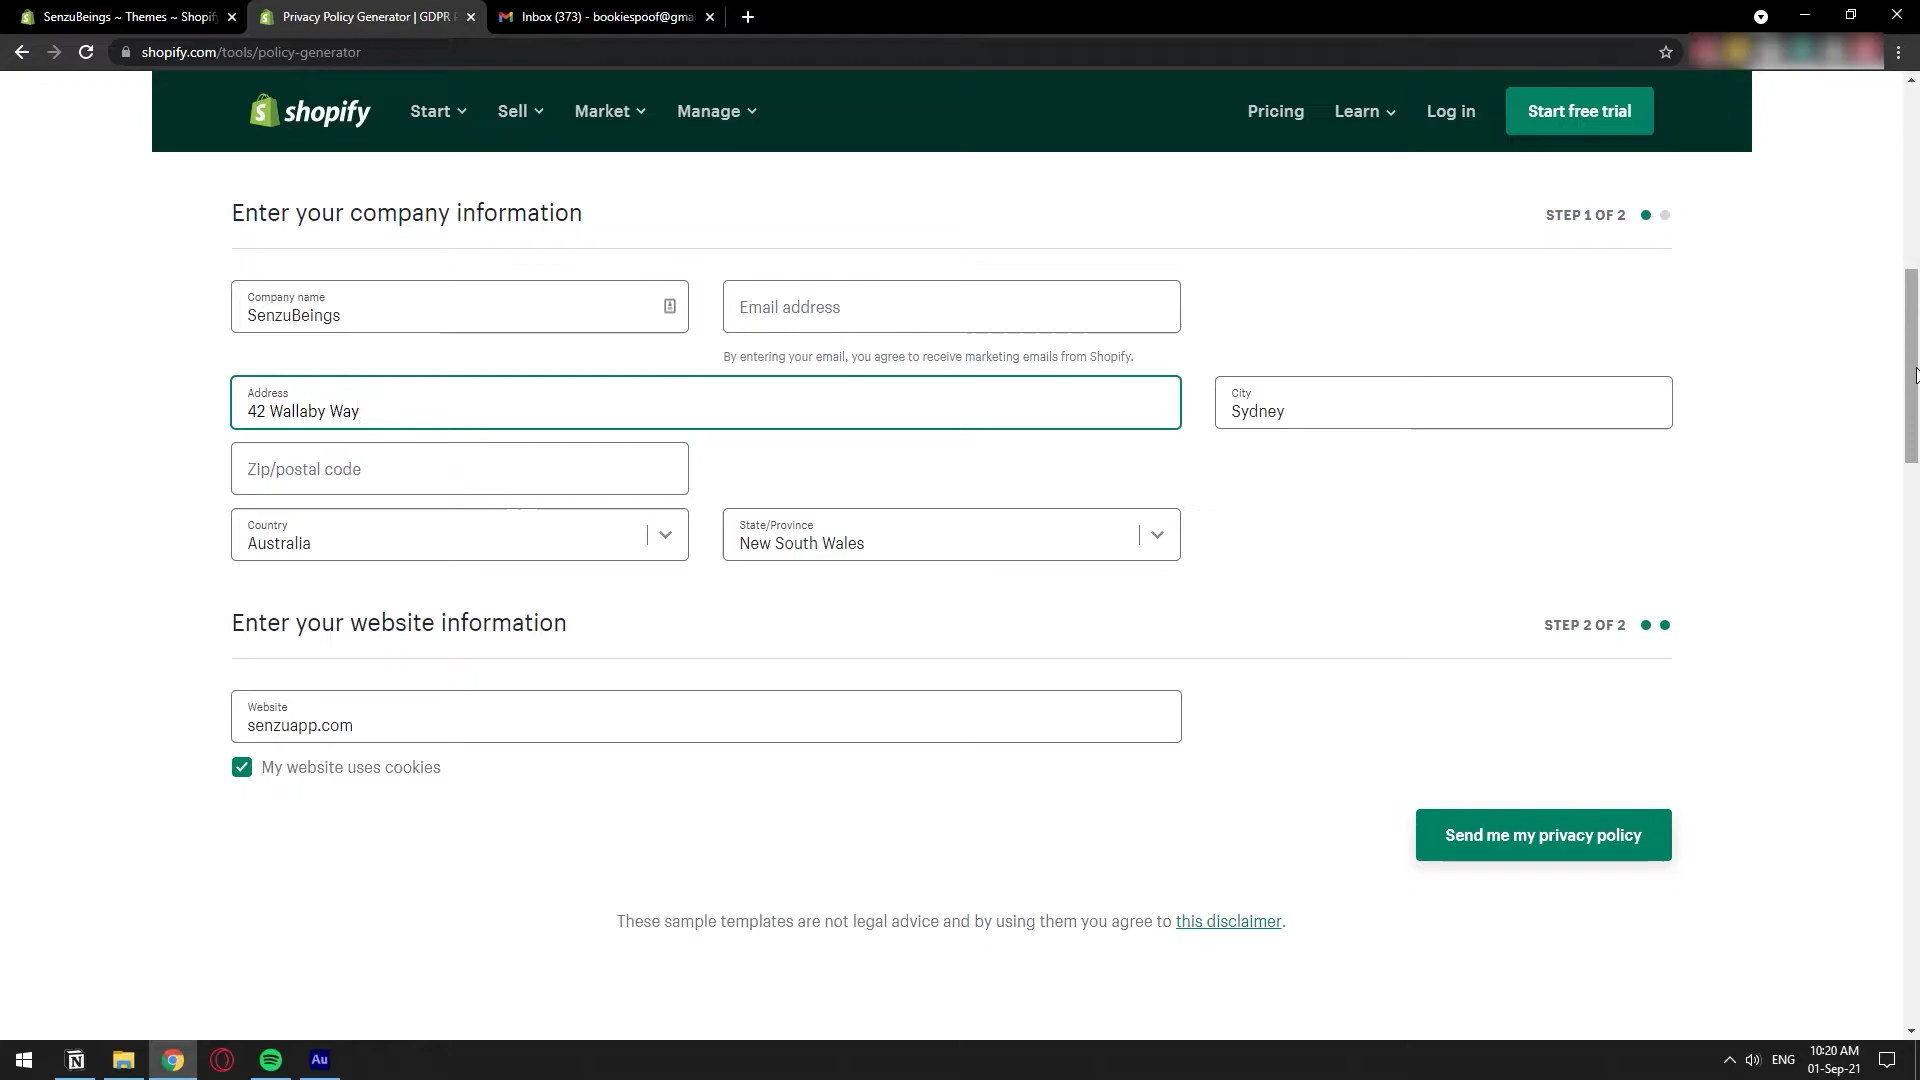 SenzuBeings ~ Themes ~ Shopif
Privacy Policy Generator | GDPR
Inbox (373) - bookiespoof@gma
shopify.com/tools/policy-generator
shopify
Start
Sell
Market
Manage
Pricing
Learn
Log in
Start free trial
Enter your company information
STEP 1 OF 2
Company name
SenzuBeings
Email address
By entering your email, you agree to receive marketing emails from Shopify.
Address
42 Wallaby Way
City
Sydney
Zip/postal code
Country
Australia
State/Province
New South Wales
Enter your website information
STEP 2 OF 2
Website
senzuapp.com
My website uses cookies
Send me my privacy policy
These sample templates are not legal advice and by using them you agree to this disclaimer.
Au
ENG
10:20 AM
01-Sep-21